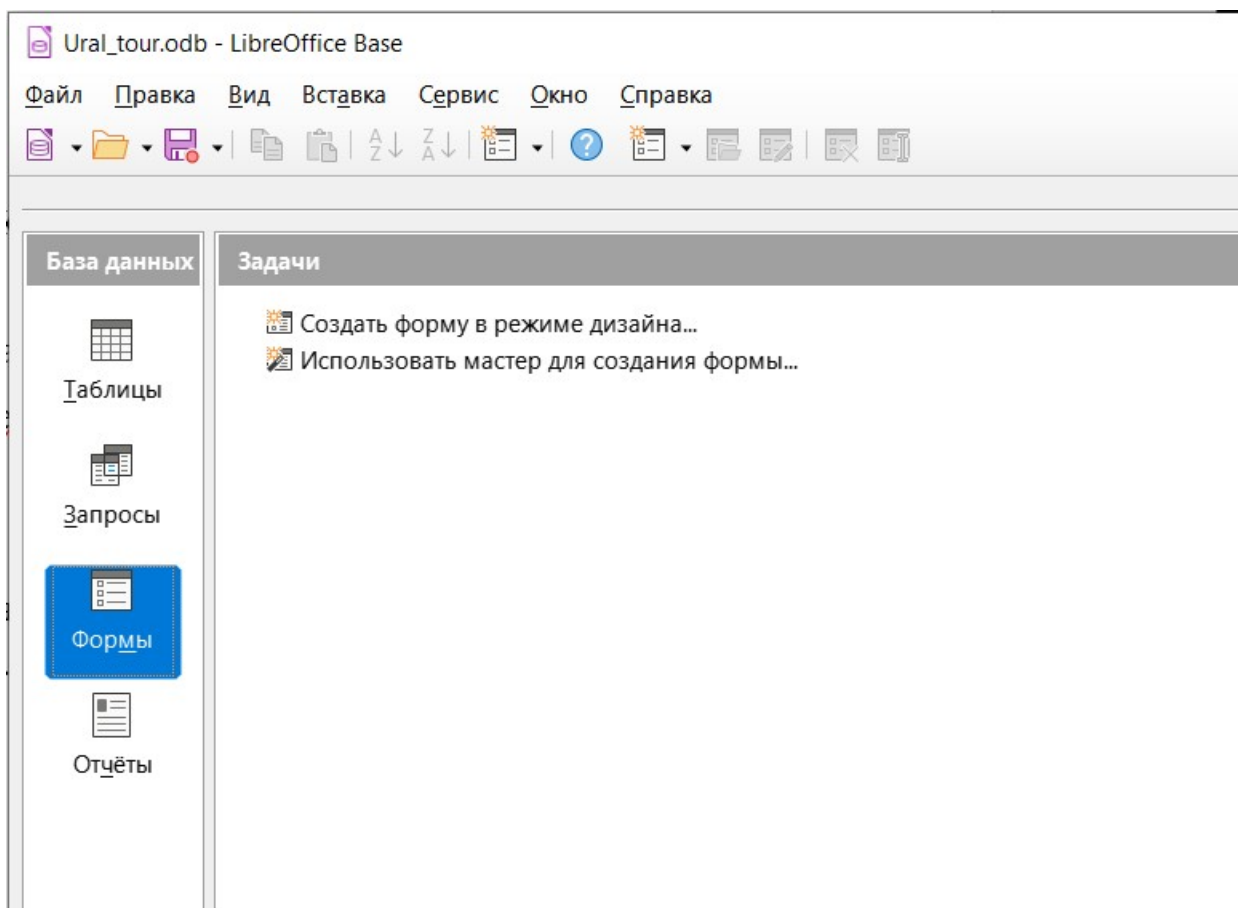 Ural_tour.odb - LibreOffice Base
Файл Правка Вид Вставка Сервис Окно Справка
База данных
Задачи
Создать форму в режиме дизайна...
Использовать мастер для создания формы...
Таблицы
Запросы
Формы
Отчёты